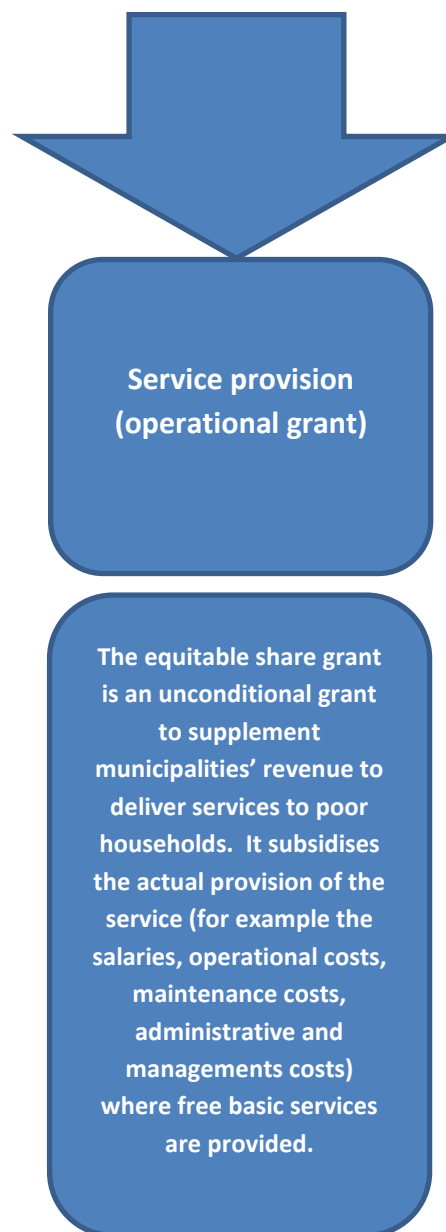 Service provision
(operational grant)
The equitable share grant
is an unconditional grant
to supplement
municipalities’ revenue to
deliver services to poor
households.  It subsidises
the actual provision of the
service (for example the
salaries, operational costs,
maintenance costs,
administrative and
managements costs)
where free basic services
are provided.